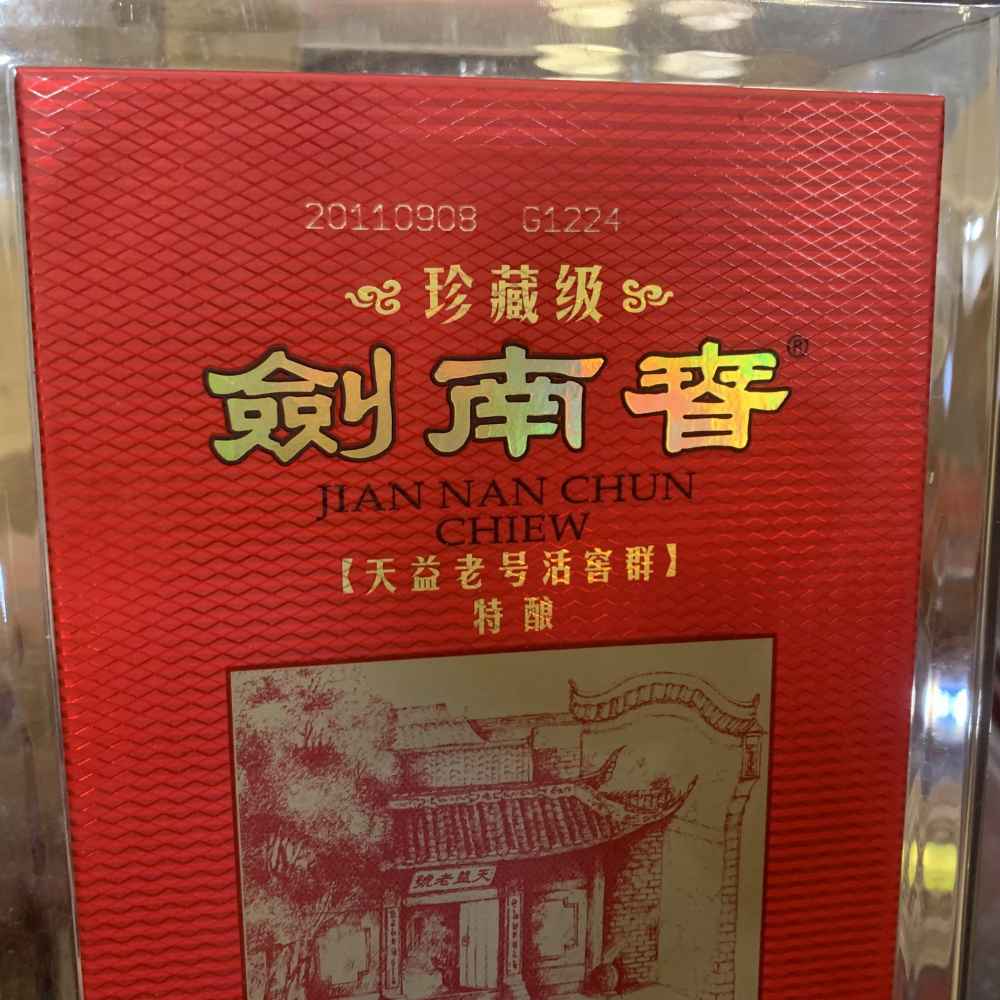 20110908 G1224
珍藏级
劍南春®
JIAN NAN CHUN
CHIEW
【天益老号活窖群】
特酿
天益老號